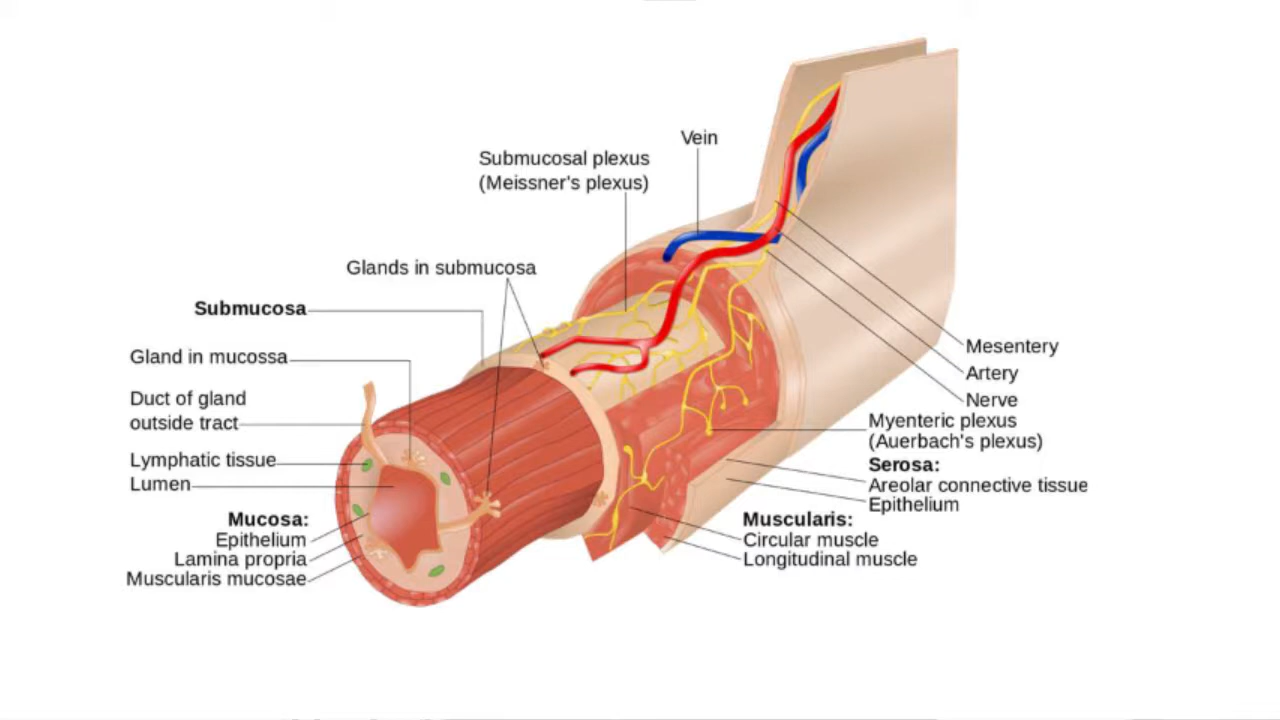 Vein
Submucosal plexus
(Meissner's plexus)
Glands in submucosa
Submucosa
Gland in mucossa
Duct of gland
outside tract
Lymphatic tissue
Lumen
Mucosa:
Epithelium
Lamina propria
Muscularis mucosae
Mesentery
Artery
Nerve
Myenteric plexus
(Auerbach's plexus)
Serosa:
Areolar connective tissue
Epithelium
Muscularis:
Circular muscle
Longitudinal muscle